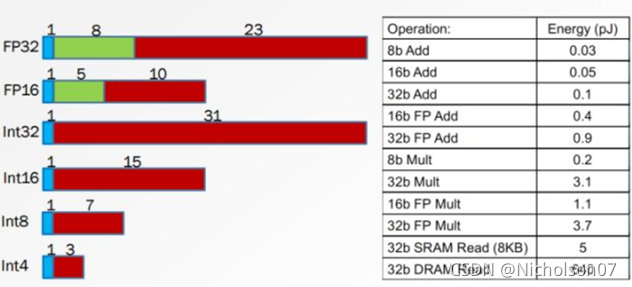 1 8 23
FP32
1 5 10
FP16
1 31
Int32
1 15
Int16
1 7
Int8
1 3
Int4
Operation: Energy (pJ)
8b Add 0.03
16b Add 0.05
32b Add 0.1
16b FP Add 0.4
32b FP Add 0.9
8b Mult 0.2
32b Mult 3.1
16b FP Mult 1.1
32b FP Mult 3.7
32b SRAM Read (8KB) 5
32b DRAM Read 640
CSDN @Nicholson07